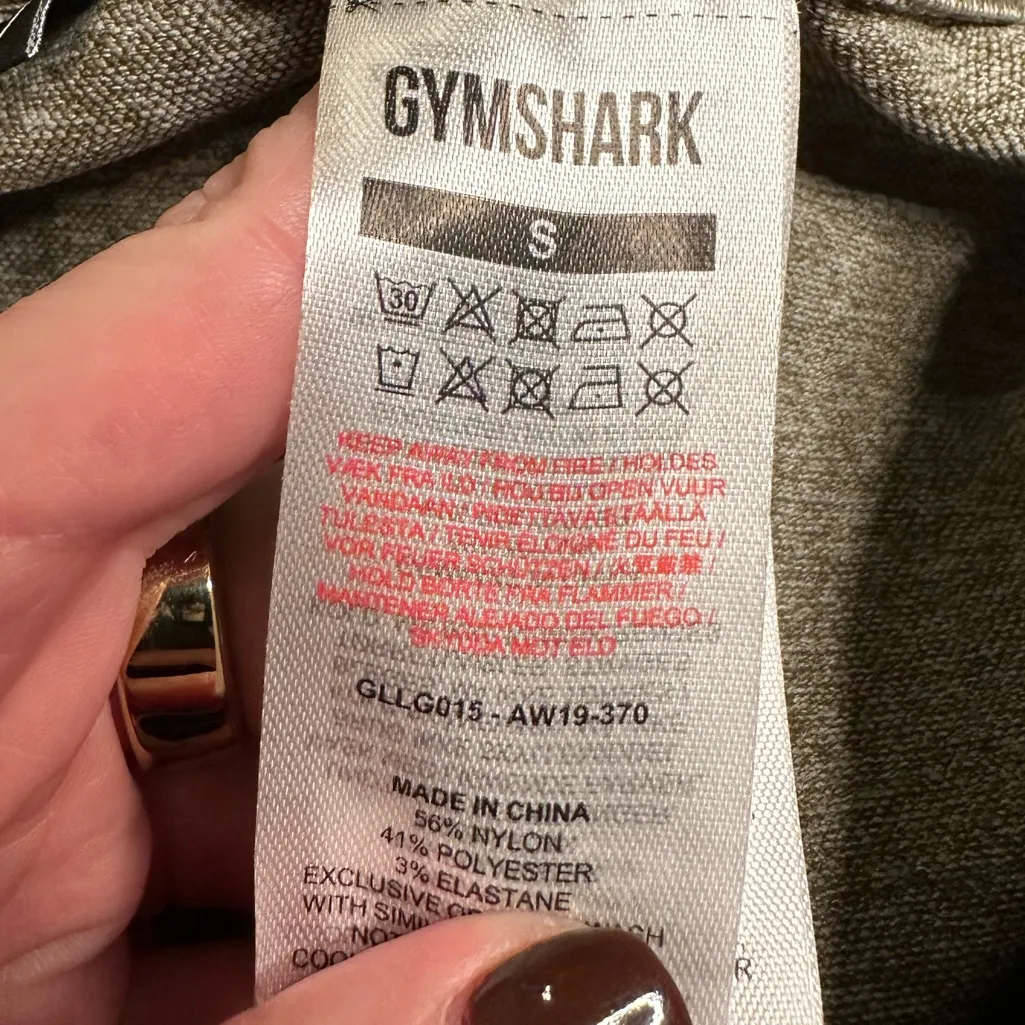 GYMSHARK
S
30
KEEP AWAY FROM FIRE / HOLDES
VÆK FRA ILD / HOU BIJ OPEN VUUR
VANDAAN / PIDETTÄVÄ ETÄÄLLÄ
TULESTA / TENIR ÉLOIGNÉ DU FEU /
VOR FEUER SCHÜTZEN / 火気厳禁
HOLD BORTE FRA FLAMMER /
MANTENER ALEJADO DEL FUEGO /
SKYDDA MOT ELD
GLLG015 - AW19-370
MADE IN CHINA
56% NYLON
41% POLYESTER
3% ELASTANE
EXCLUSIVE
WITH